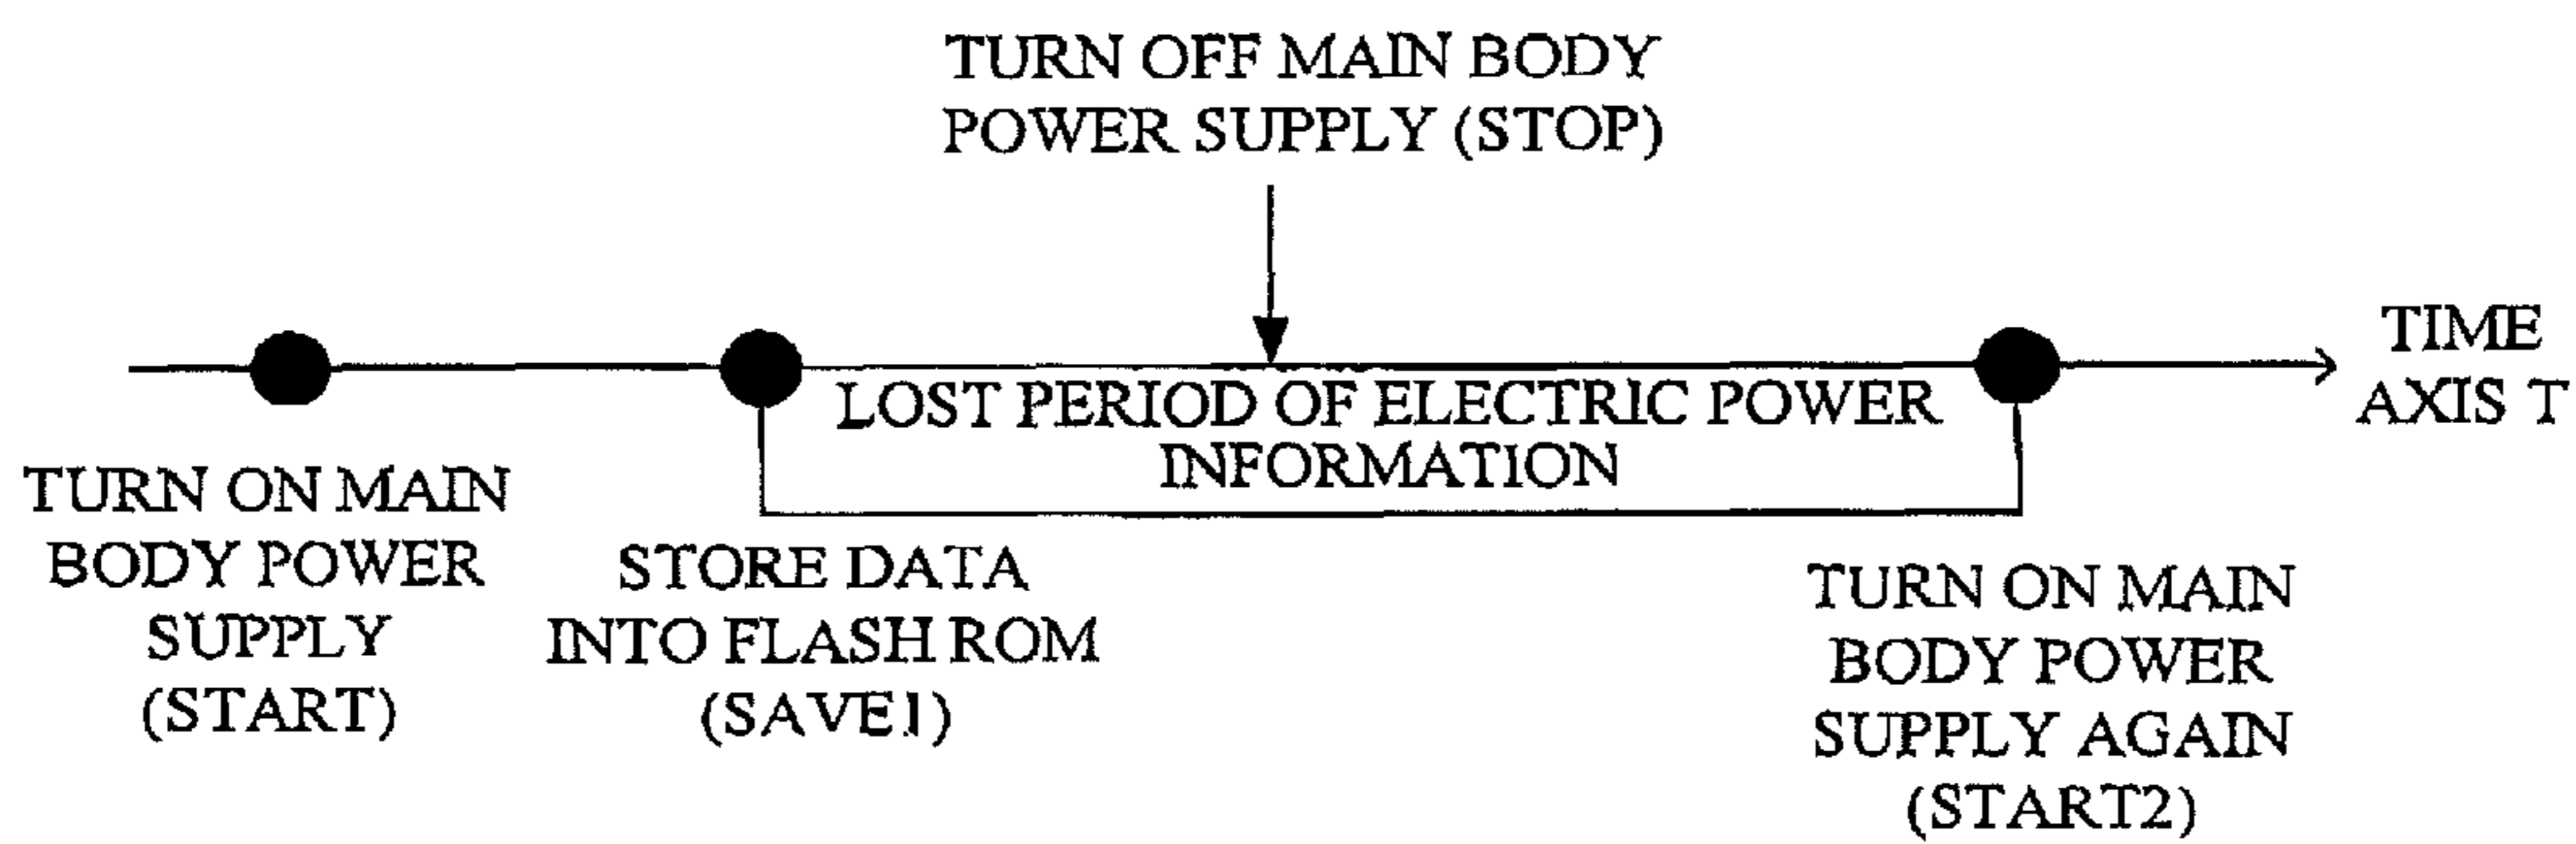 TURN OFF MAIN BODY
POWER SUPPLY (STOP)
TIME
AXIS T
LOST PERIOD OF ELECTRIC POWER
INFORMATION
TURN ON MAIN
BODY POWER
SUPPLY
(START)
STORE DATA
INTO FLASH ROM
(SAVE1)
TURN ON MAIN
BODY POWER
SUPPLY AGAIN
(START2)